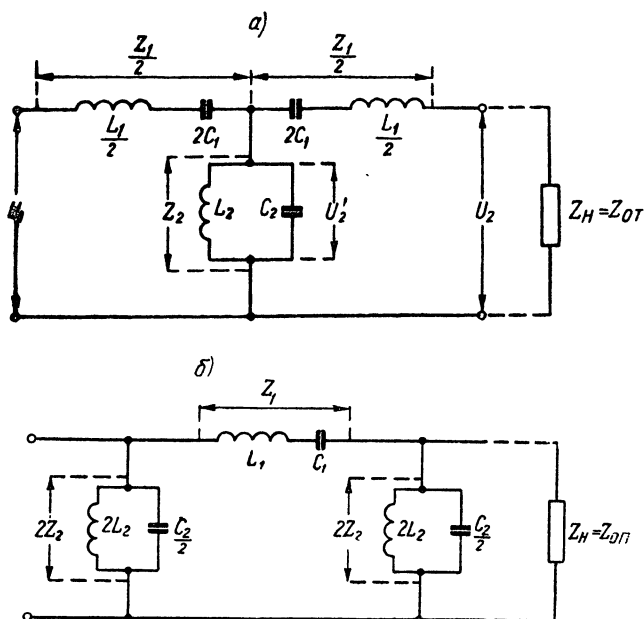 а)
Z₁/2 Z₁/2
L₁/2 2C₁ 2C₁ L₁/2
Z₂ L₂ C₂ U₂′ U₂ Zн=Zот
б)
Z₁
L₁ C₁
2Z₂ 2L₂ C₂/2 2Z₂ 2L₂ C₂/2 Zн=Zоп